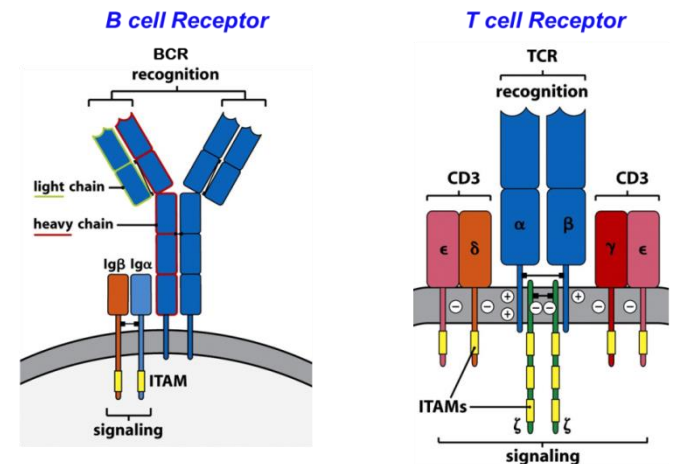 B cell Receptor
BCR
recognition
light chain
heavy chain
Igβ Igα
ITAM
signaling
T cell Receptor
TCR
recognition
CD3
CD3
α
β
ϵ
δ
γ
ϵ
+
+
+
+
−
−
−
−
−
−
ITAMs
ζ
ζ
signaling